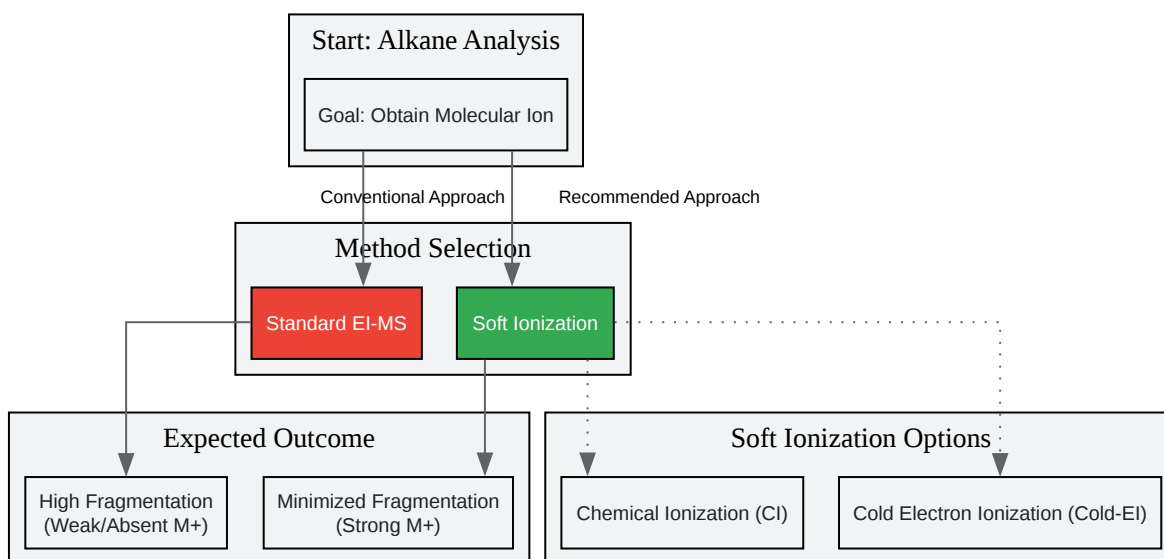 Start: Alkane Analysis
Goal: Obtain Molecular Ion
Conventional Approach
Recommended Approach
Method Selection
Standard EI-MS
Soft Ionization
Expected Outcome
High Fragmentation
(Weak/Absent M+)
Minimized Fragmentation
(Strong M+)
Soft Ionization Options
Chemical Ionization (CI)
Cold Electron Ionization (Cold-EI)